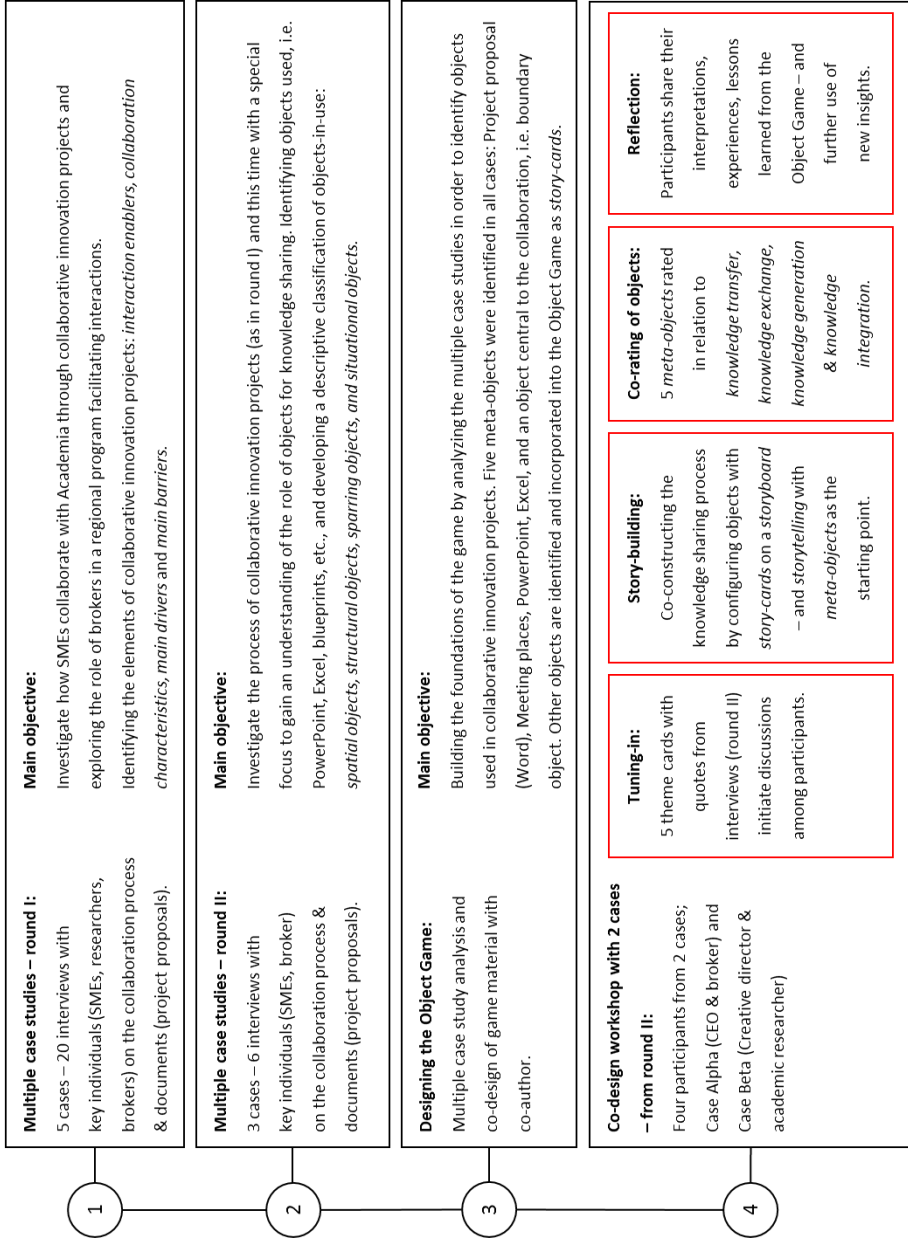 1
Multiple case studies – round I:
5 cases – 20 interviews with
key individuals (SMEs, researchers,
brokers) on the collaboration process
& documents (project proposals).
Main objective:
Investigate how SMEs collaborate with Academia through collaborative innovation projects and
exploring the role of brokers in a regional program facilitating interactions.
Identifying the elements of collaborative innovation projects: interaction enablers, collaboration
characteristics, main drivers and main barriers.
2
Multiple case studies – round II:
3 cases – 6 interviews with
key individuals (SMEs, broker)
on the collaboration process &
documents (project proposals).
Main objective:
Investigate the process of collaborative innovation projects (as in round I) and this time with a special
focus to gain an understanding of the role of objects for knowledge sharing. Identifying objects used, i.e.
PowerPoint, Excel, blueprints, etc., and developing a descriptive classification of objects-in-use:
spatial objects, structural objects, sparring objects, and situational objects.
3
Designing the Object Game:
Multiple case study analysis and
co-design of game material with
co-author.
Main objective:
Building the foundations of the game by analyzing the multiple case studies in order to identify objects
used in collaborative innovation projects. Five meta-objects were identified in all cases: Project proposal
(Word), Meeting places, PowerPoint, Excel, and an object central to the collaboration, i.e. boundary
object. Other objects are identified and incorporated into the Object Game as story-cards.
4
Co-design workshop with 2 cases
– from round II:
Four participants from 2 cases;
Case Alpha (CEO & broker) and
Case Beta (Creative director &
academic researcher)
Tuning-in:
5 theme cards with
quotes from
interviews (round II)
initiate discussions
among participants.
Story-building:
Co-constructing the
knowledge sharing process
by configuring objects with
story-cards on a storyboard
– and storytelling with
meta-objects as the
starting point.
Co-rating of objects:
5 meta-objects rated
in relation to
knowledge transfer,
knowledge exchange,
knowledge generation
& knowledge
integration.
Reflection:
Participants share their
interpretations,
experiences, lessons
learned from the
Object Game – and
further use of
new insights.